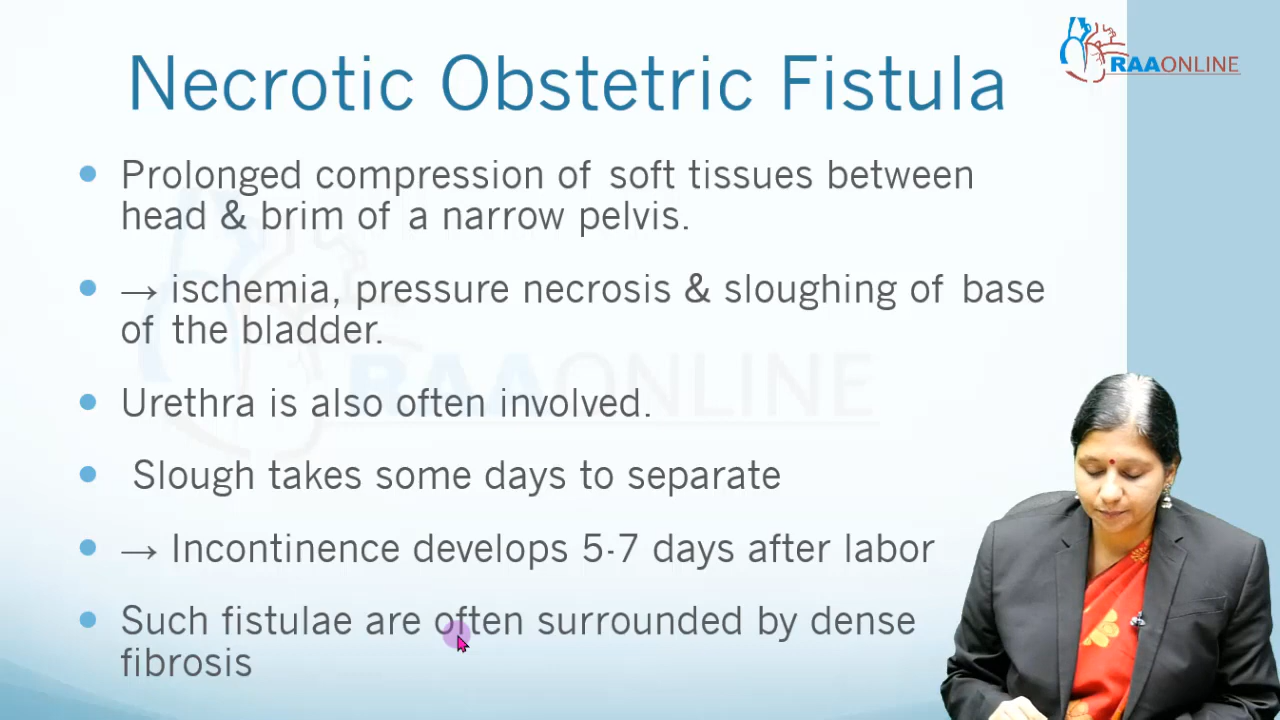 Necrotic Obstetric Fistula
RAAONLINE
• Prolonged compression of soft tissues between
head & brim of a narrow pelvis.
• → ischemia, pressure necrosis & sloughing of base
of the bladder.
RAAONLINE
• Urethra is also often involved.
• Slough takes some days to separate
• → Incontinence develops 5-7 days after labor
• Such fistulae are often surrounded by dense
fibrosis